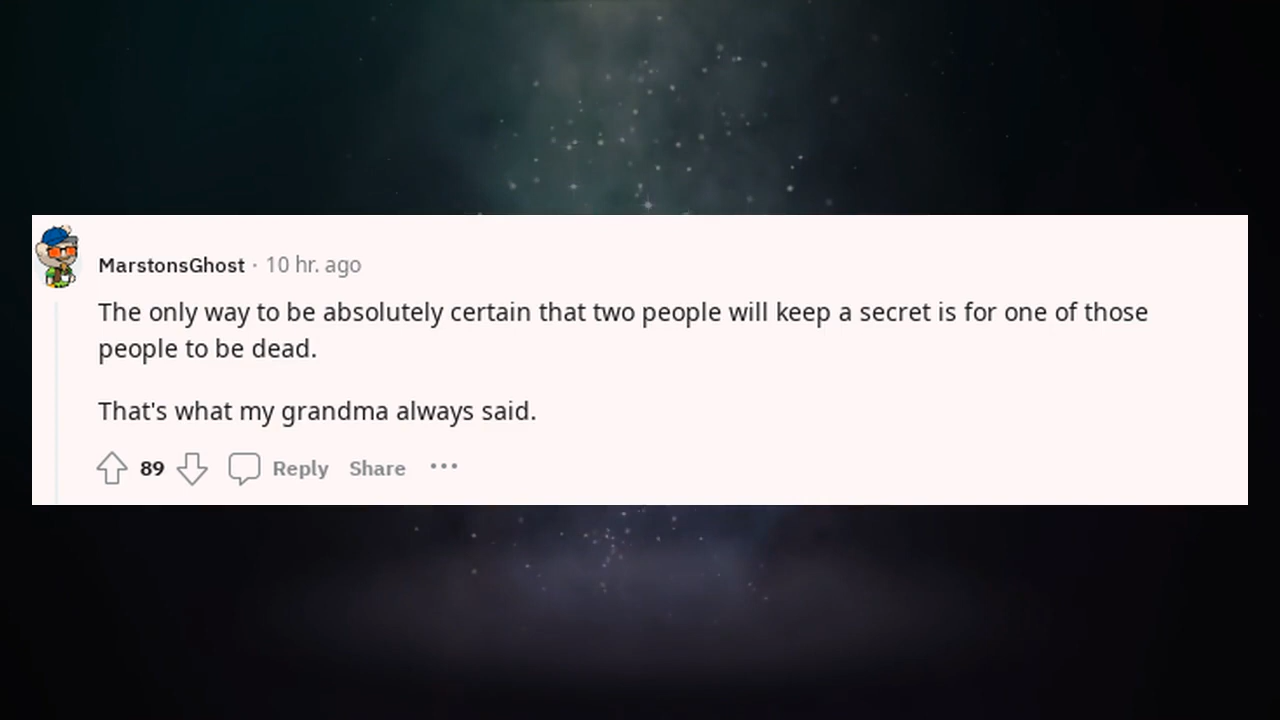 MarstonsGhost · 10 hr. ago
The only way to be absolutely certain that two people will keep a secret is for one of those
people to be dead.
That's what my grandma always said.
89 Reply Share ···